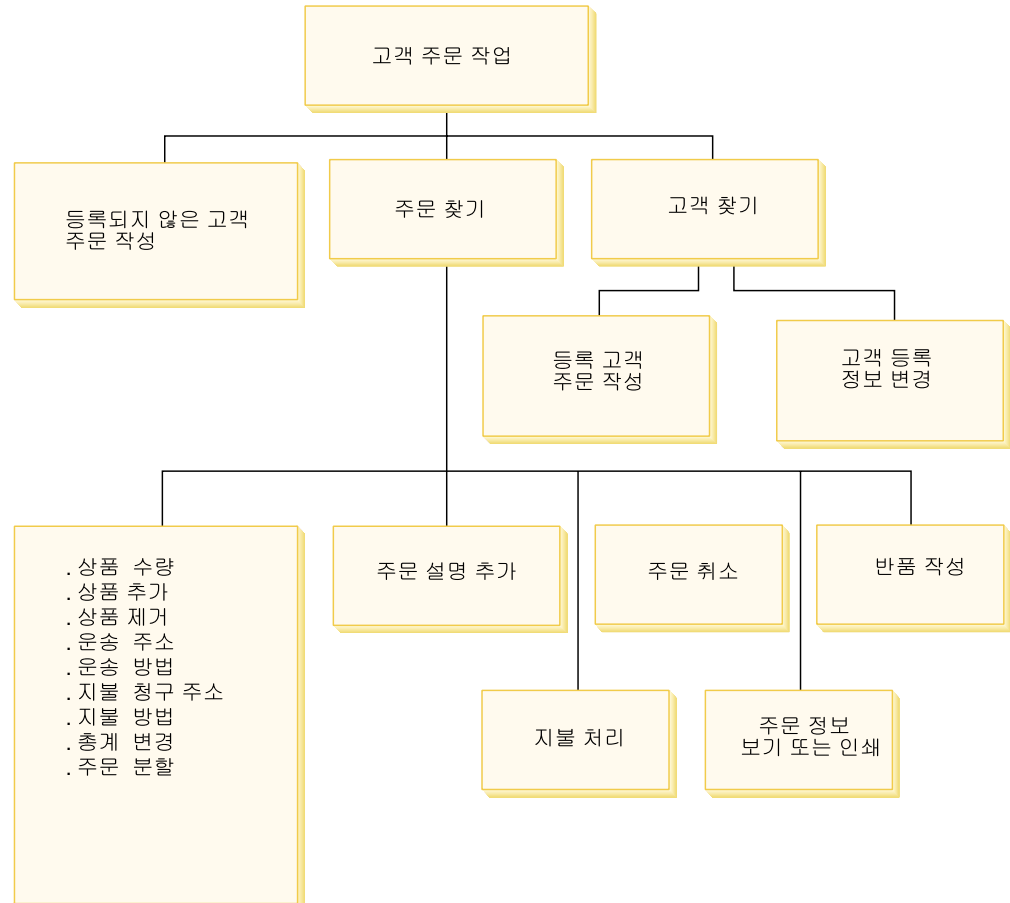 고객 주문 작업
등록되지 않은 고객
주문 작성
주문 찾기
고객 찾기
등록 고객
주문 작성
고객 등록
정보 변경
. 상품 수량
. 상품 추가
. 상품 제거
. 운송 주소
. 운송 방법
. 지불 청구 주소
. 지불 방법
. 총계 변경
. 주문 분할
주문 설명 추가
주문 취소
반품 작성
지불 처리
주문 정보
보기 또는 인쇄